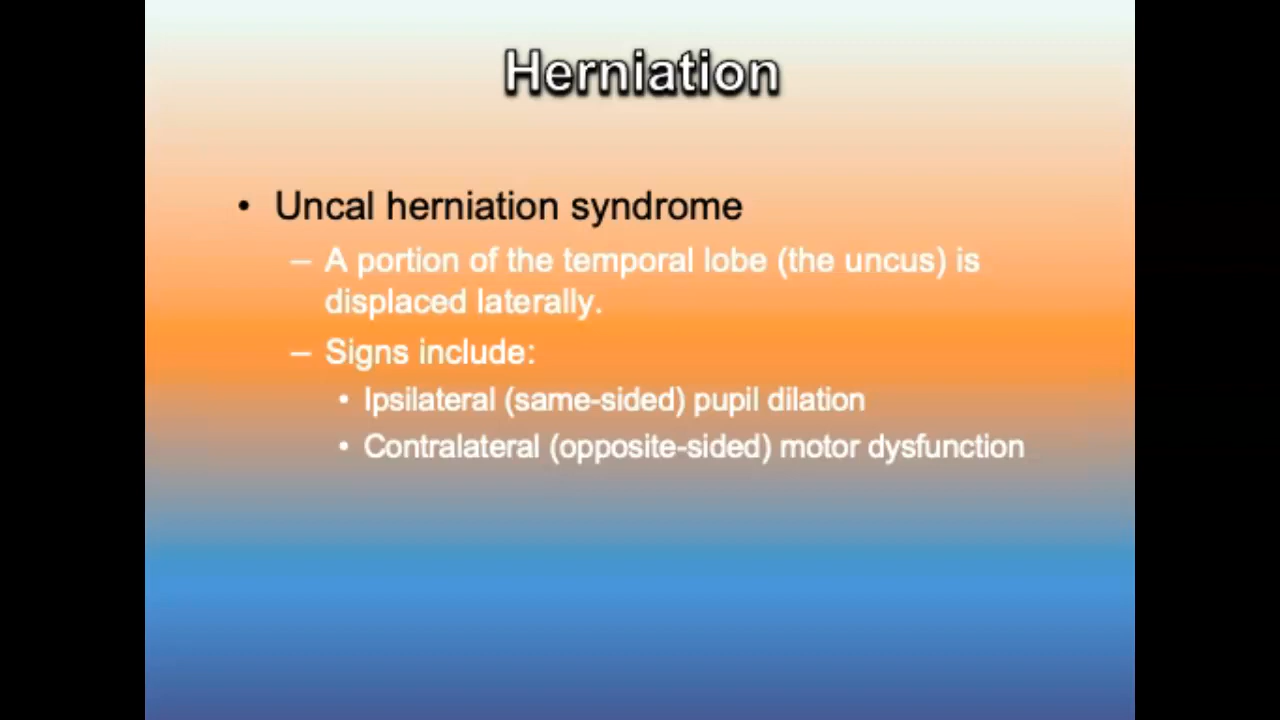 Herniation
• Uncal herniation syndrome
– A portion of the temporal lobe (the uncus) is
displaced laterally.
– Signs include:
• Ipsilateral (same-sided) pupil dilation
• Contralateral (opposite-sided) motor dysfunction